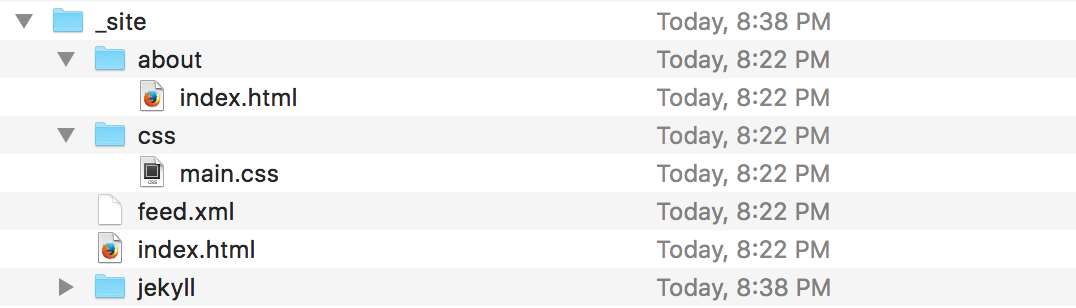 _site Today, 8:38 PM
about Today, 8:22 PM
index.html Today, 8:22 PM
css Today, 8:22 PM
CSS main.css Today, 8:22 PM
feed.xml Today, 8:22 PM
index.html Today, 8:22 PM
jekyll Today, 8:38 PM